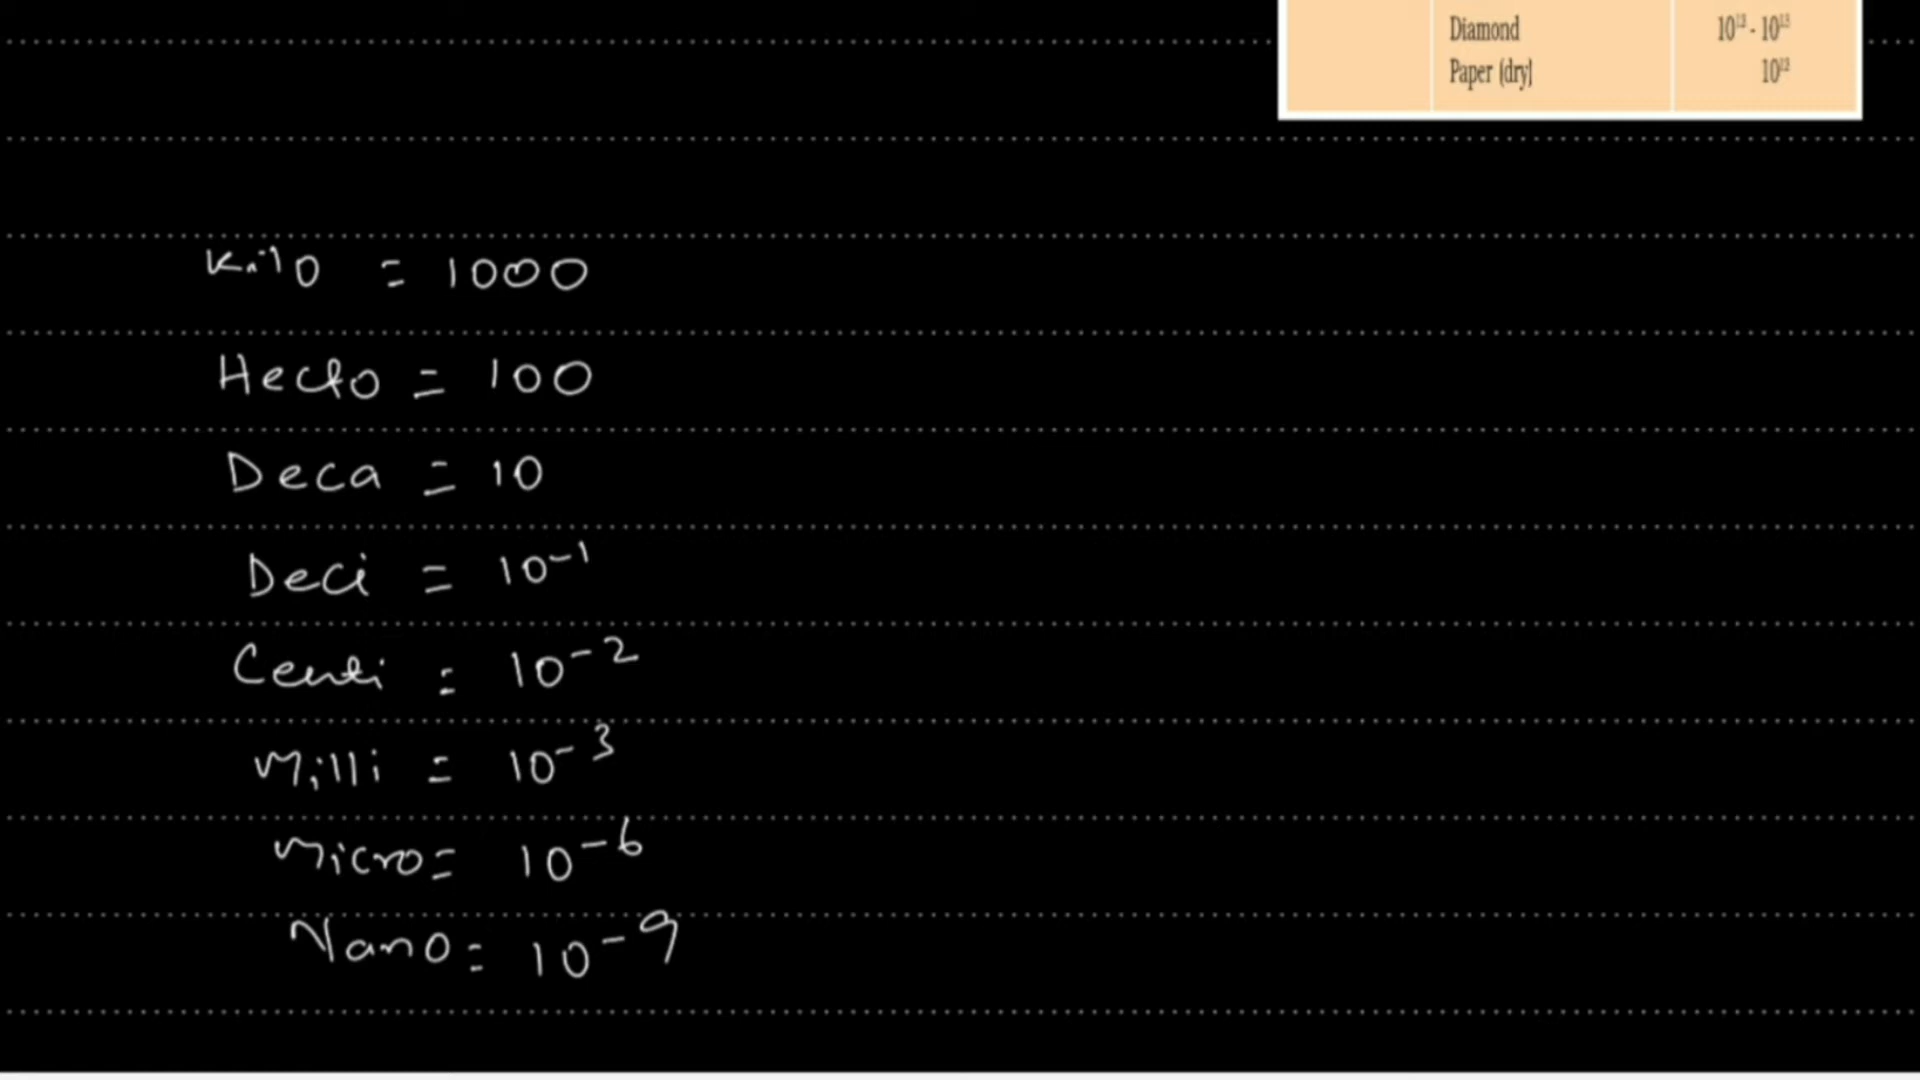 Diamond 10¹² - 10¹³
Paper (dry) 10¹²
Kilo = 1000
Hecto = 100
Deca = 10
Deci = 10⁻¹
Centi = 10⁻²
Milli = 10⁻³
Micro = 10⁻⁶
Nano = 10⁻⁹